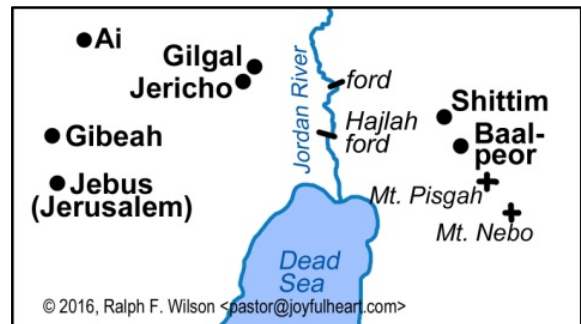 Ai
Gilgal
Jericho
Jordan River
ford
Shittim
Hajlah
ford
Baal-
peor
Gibeah
Jebus
(Jerusalem)
Mt. Pisgah
Mt. Nebo
Dead
Sea
© 2016, Ralph F. Wilson <pastor@joyfulheart.com>